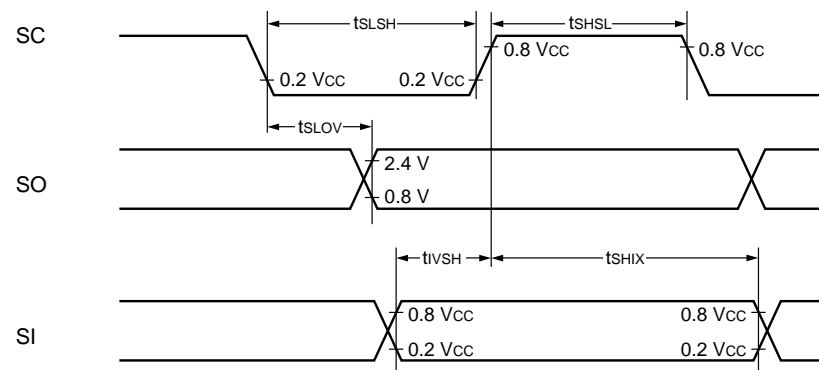 tSLSH tSHSL
SC
0.8 VCC 0.8 VCC
0.2 VCC 0.2 VCC
tSLOV
SO
2.4 V
0.8 V
tIVSH tSHIX
SI
0.8 VCC 0.8 VCC
0.2 VCC 0.2 VCC